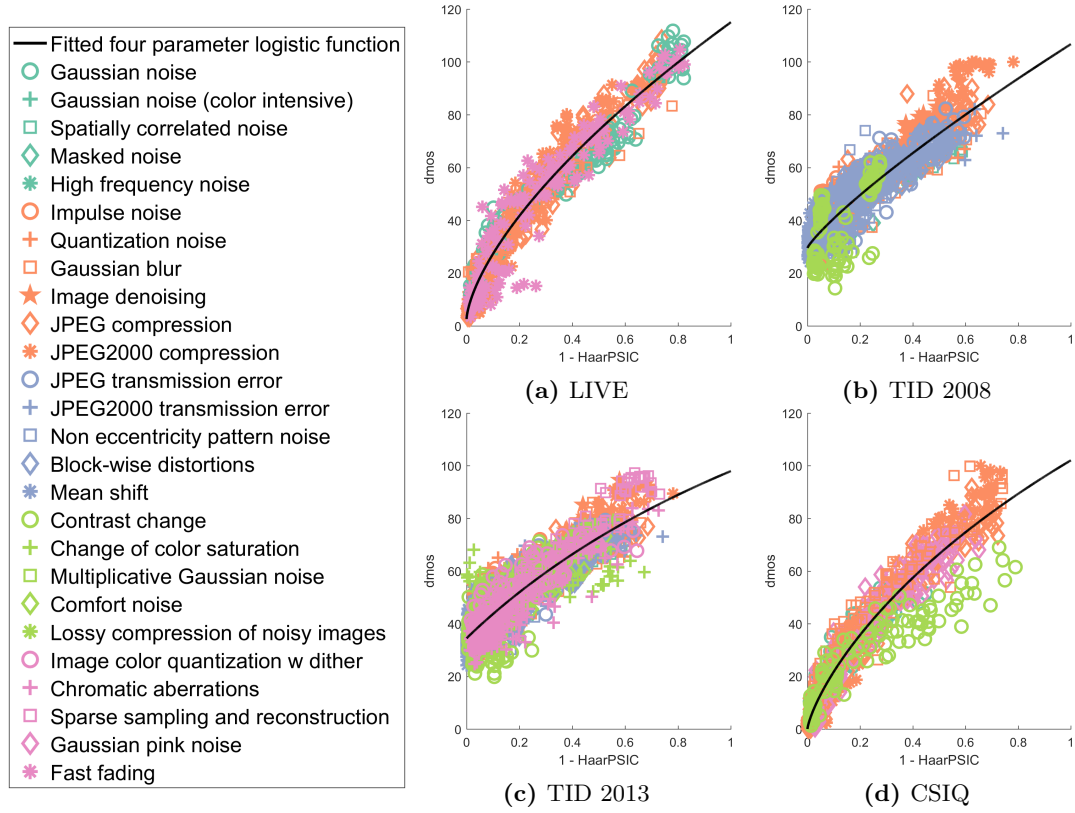 Fitted four parameter logistic function
Gaussian noise
Gaussian noise (color intensive)
Spatially correlated noise
Masked noise
High frequency noise
Impulse noise
Quantization noise
Gaussian blur
Image denoising
JPEG compression
JPEG2000 compression
JPEG transmission error
JPEG2000 transmission error
Non eccentricity pattern noise
Block-wise distortions
Mean shift
Contrast change
Change of color saturation
Multiplicative Gaussian noise
Comfort noise
Lossy compression of noisy images
Image color quantization w dither
Chromatic aberrations
Sparse sampling and reconstruction
Gaussian pink noise
Fast fading
120
100
80
60
40
20
0
dmos
0 0.2 0.4 0.6 0.8 1
1 - HaarPSIC
(a) LIVE
120
100
80
60
40
20
0
dmos
0 0.2 0.4 0.6 0.8 1
1 - HaarPSIC
(b) TID 2008
120
100
80
60
40
20
0
dmos
0 0.2 0.4 0.6 0.8 1
1 - HaarPSIC
(c) TID 2013
120
100
80
60
40
20
0
dmos
0 0.2 0.4 0.6 0.8 1
1 - HaarPSIC
(d) CSIQ